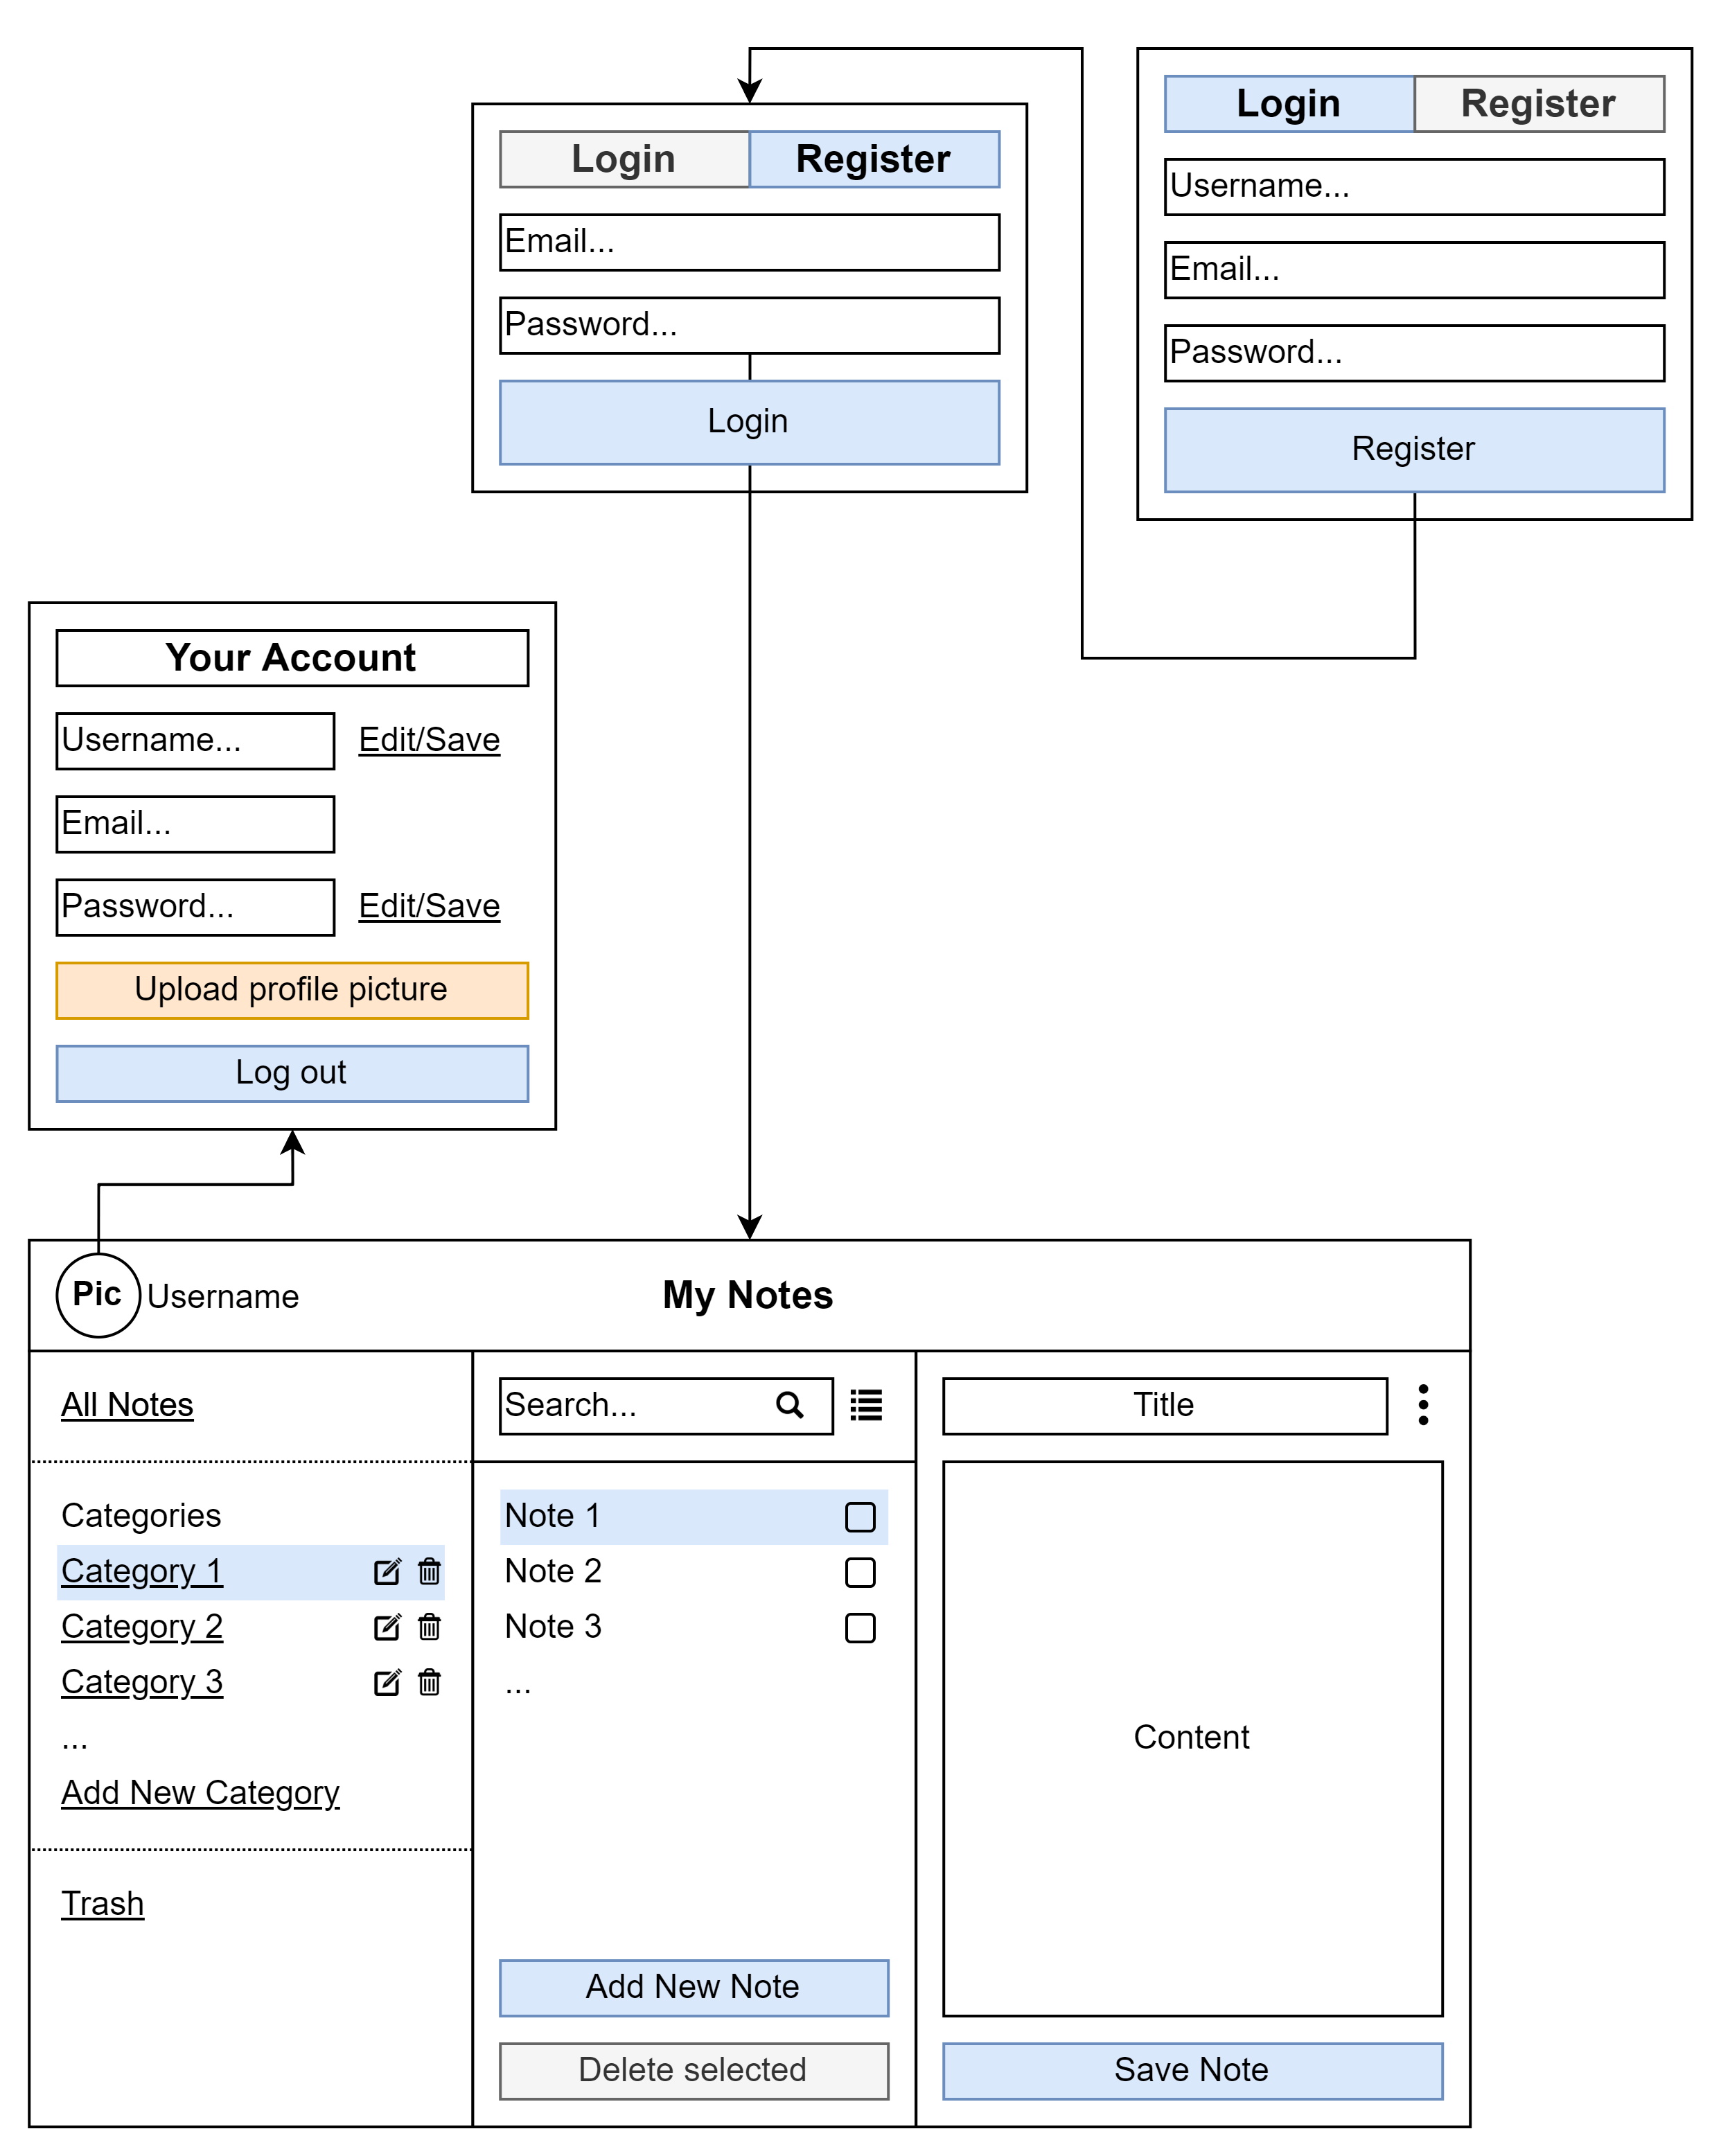 Login Register
Email...
Password...
Login
Login Register
Username...
Email...
Password...
Register
Your Account
Username... Edit/Save
Email...
Password... Edit/Save
Upload profile picture
Log out
Pic Username
My Notes
All Notes
Categories
Category 1
Category 2
Category 3
...
Add New Category
Trash
Search...
Note 1
Note 2
Note 3
...
Add New Note
Delete selected
Title
Content
Save Note